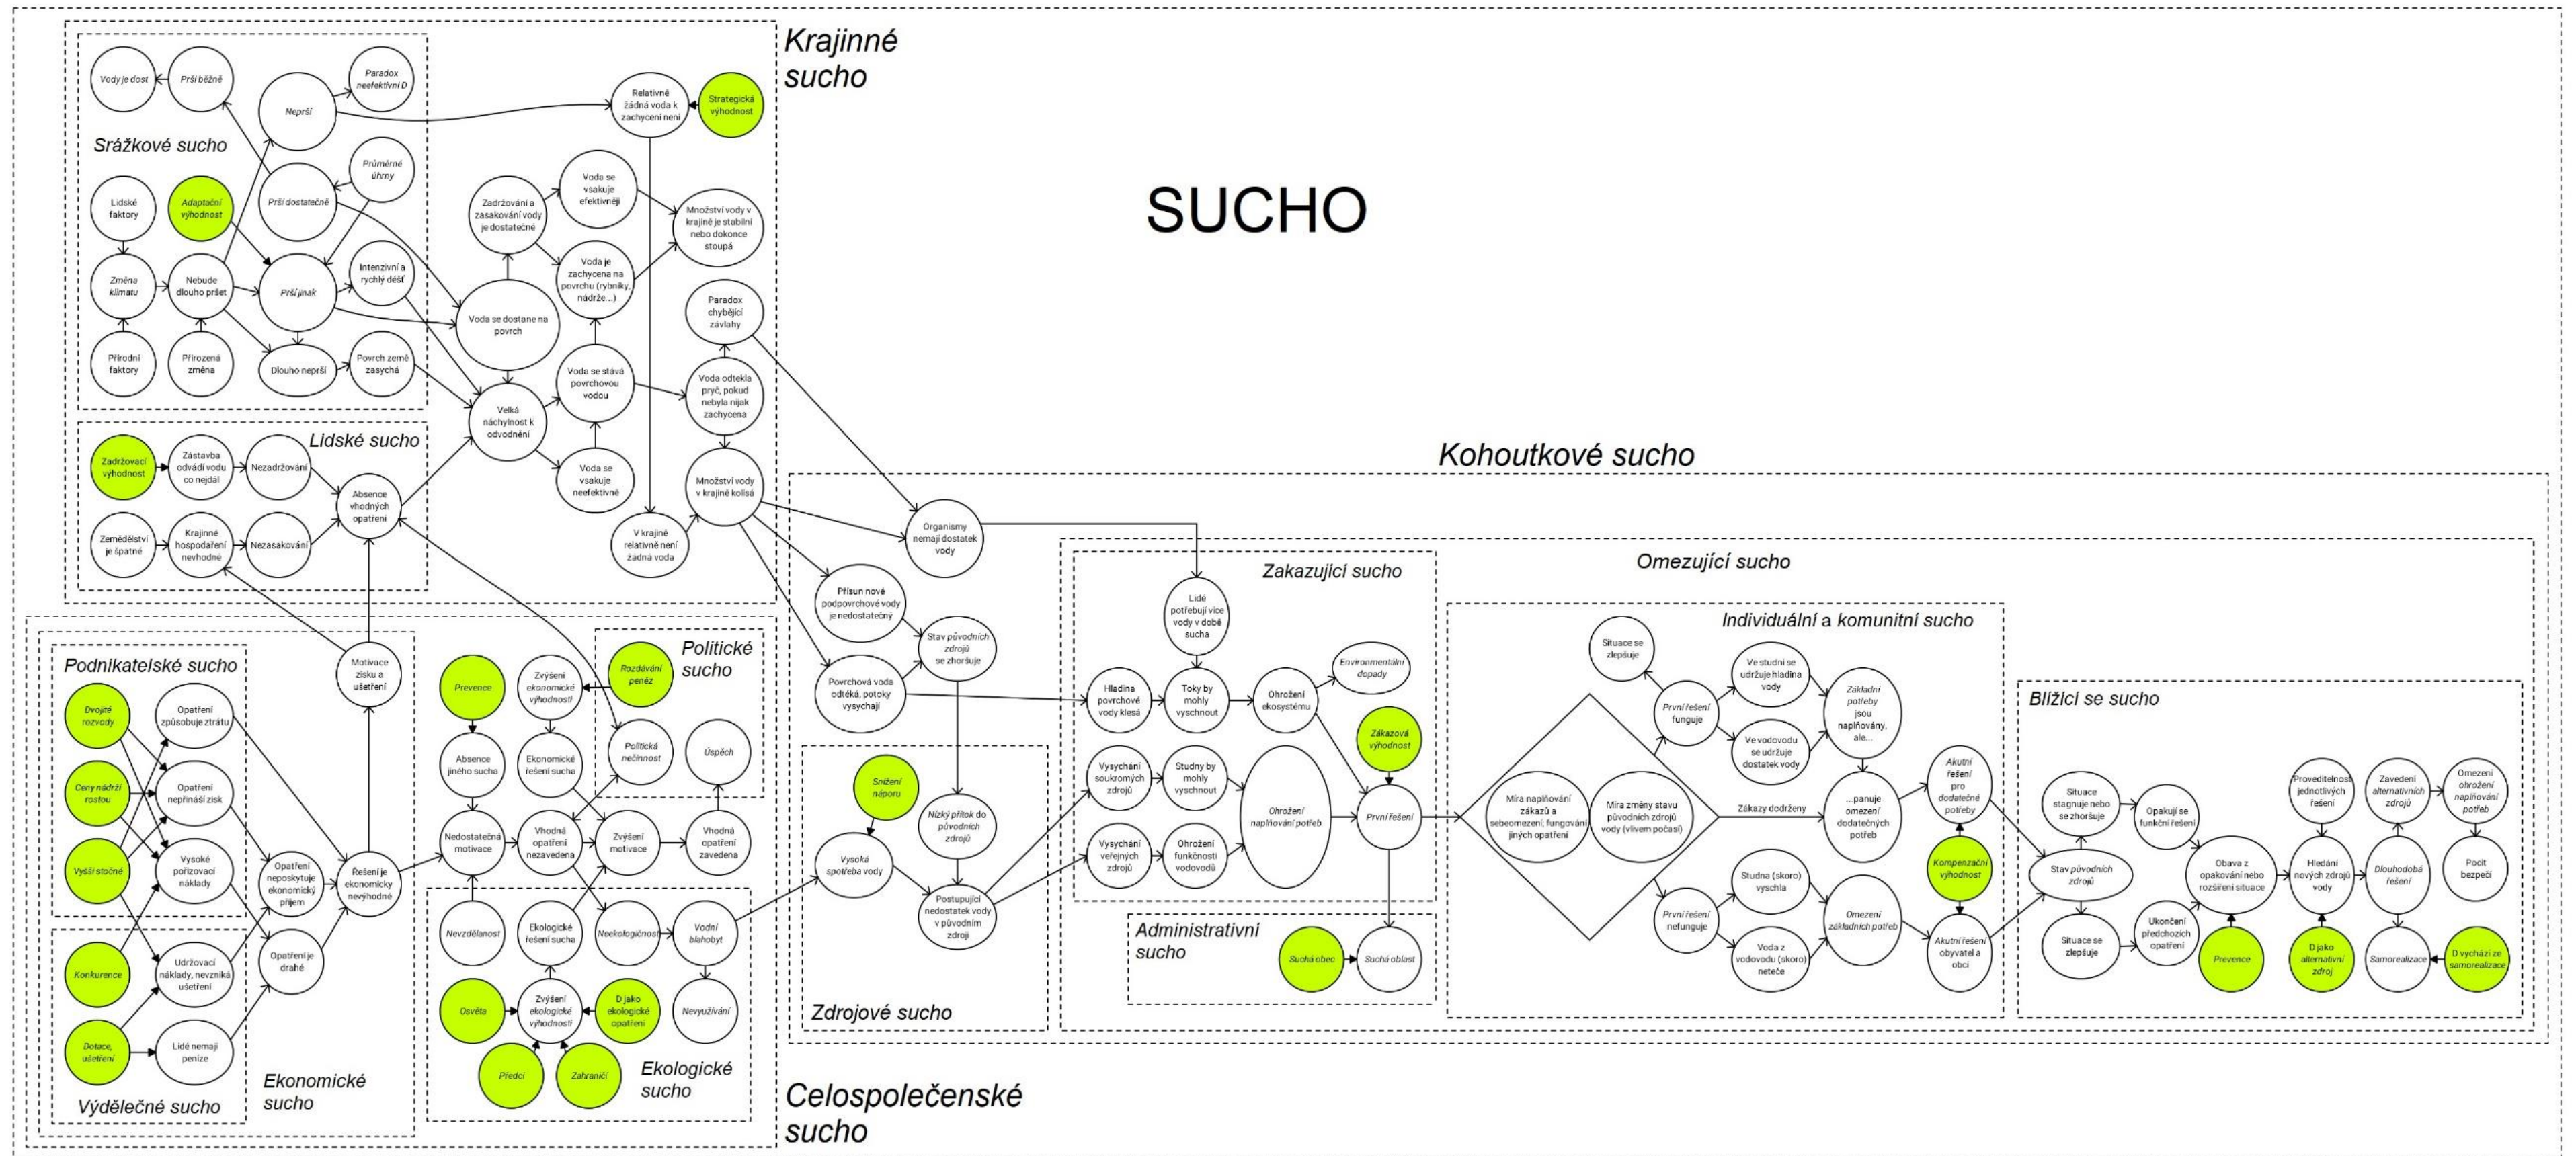 SUCHO
Krajinné
sucho
Srážkové sucho
Vody je dost
Prší běžně
Neprší
Paradox
neefektivní D
Relativně
žádná voda k
zachycení není
Strategická
výhodnost
Lidské
faktory
Adaptační
výhodnost
Prší dostatečně
Průměrné
úhrny
Změna
klimatu
Nebude
dlouho pršet
Prší jinak
Intenzivní a
rychlý déšť
Přírodní
faktory
Přirozená
změna
Dlouho neprší
Povrch země
zasychá
Zadržování a
zasakování vody
je dostatečné
Voda se
vsakuje
efektivněji
Množství vody v
krajině je stabilní
nebo dokonce
stoupá
Voda je
zachycena na
povrchu (rybníky,
nádrže...)
Voda se dostane na
povrch
Paradox
chybějící
závlahy
Voda se stává
povrchovou
vodou
Voda odtekla
pryč, pokud
nebyla nijak
zachycena
Velká
náchylnost k
odvodnění
Voda se
vsakuje
neefektivně
Množství vody
v krajině kolísá
V krajině
relativně není
žádná voda
Lidské sucho
Zadržovací
výhodnost
Zástavba
odvádí vodu
co nejdál
Nezadržování
Absence
vhodných
opatření
Zemědělství
je špatné
Krajinné
hospodaření
nevhodné
Nezasakování
Celospolečenské
sucho
Ekonomické
sucho
Podnikatelské sucho
Dvojité
rozvody
Opatření
způsobuje ztrátu
Ceny nádrží
rostou
Opatření
nepřináší zisk
Vyšší stočné
Vysoké
pořizovací
náklady
Výdělečné sucho
Konkurence
Udržovací
náklady, nevzniká
ušetření
Dotace,
ušetření
Lidé nemají
peníze
Opatření
neposkytuje
ekonomický
příjem
Opatření je
drahé
Řešení je
ekonomicky
nevýhodné
Motivace
zisku a
ušetření
Politické
sucho
Prevence
Zvýšení
ekonomické
výhodnosti
Rozdávání
peněz
Absence
jiného sucha
Ekonomické
řešení sucha
Politická
nečinnost
Úspěch
Nedostatečná
motivace
Vhodná
opatření
nezavedena
Zvýšení
motivace
Vhodná
opatření
zavedena
Ekologické
sucho
Nevzdělanost
Ekologické
řešení sucha
Neekologičnost
Vodní
blahobyt
Osvěta
Zvýšení
ekologické
výhodnosti
D jako
ekologické
opatření
Nevyužívání
Předci
Zahraničí
Kohoutkové sucho
Organismy
nemají dostatek
vody
Přísun nové
podpovrchové vody
je nedostatečný
Stav původních
zdrojů
se zhoršuje
Povrchová voda
odtéká, potoky
vysychají
Zdrojové sucho
Snížení
náporu
Nízký přítok do
původních
zdrojů
Vysoká
spotřeba vody
Postupující
nedostatek vody
v původním
zdroji
Omezující sucho
Zakazující sucho
Lidé
potřebují více
vody v době
sucha
Hladina
povrchové
vody klesá
Toky by
mohly
vyschnout
Ohrožení
ekosystému
Environmentální
dopady
Zákazová
výhodnost
Vysychání
soukromých
zdrojů
Studny by
mohly
vyschnout
Ohrožení
naplňování potřeb
První řešení
Vysychání
veřejných
zdrojů
Ohrožení
funkčnosti
vodovodů
Administrativní
sucho
Suchá obec
Suchá oblast
Individuální a komunitní sucho
Situace se
zlepšuje
První řešení
funguje
Ve studni se
udržuje hladina
vody
Ve vodovodu
se udržuje
dostatek vody
Základní
potřeby
jsou
naplňovány,
ale...
Míra naplňování
zákazů a
sebeomezení; fungování
jiných opatření
Míra změny stavu
původních zdrojů
vody (vlivem počasí)
Zákazy dodrženy
...panuje
omezení
dodatečných
potřeb
Akutní
řešení
pro
dodatečné
potřeby
Kompenzační
výhodnost
První řešení
nefunguje
Studna (skoro)
vyschla
Voda z
vodovodu (skoro)
neteče
Omezení
základních potřeb
Akutní řešení
obyvatel a
obcí
Blížící se sucho
Situace
stagnuje nebo
se zhoršuje
Opakují se
funkční řešení
Proveditelnost
jednotlivých
řešení
Zavedení
alternativních
zdrojů
Omezení
ohrožení
naplňování
potřeb
Stav původních
zdrojů
Obava z
opakování nebo
rozšíření situace
Hledání
nových zdrojů
vody
Dlouhodobá
řešení
Pocit
bezpečí
Situace se
zlepšuje
Ukončení
předchozích
opatření
Prevence
D jako
alternativní
zdroj
Samorealizace
D vychází ze
samorealizace